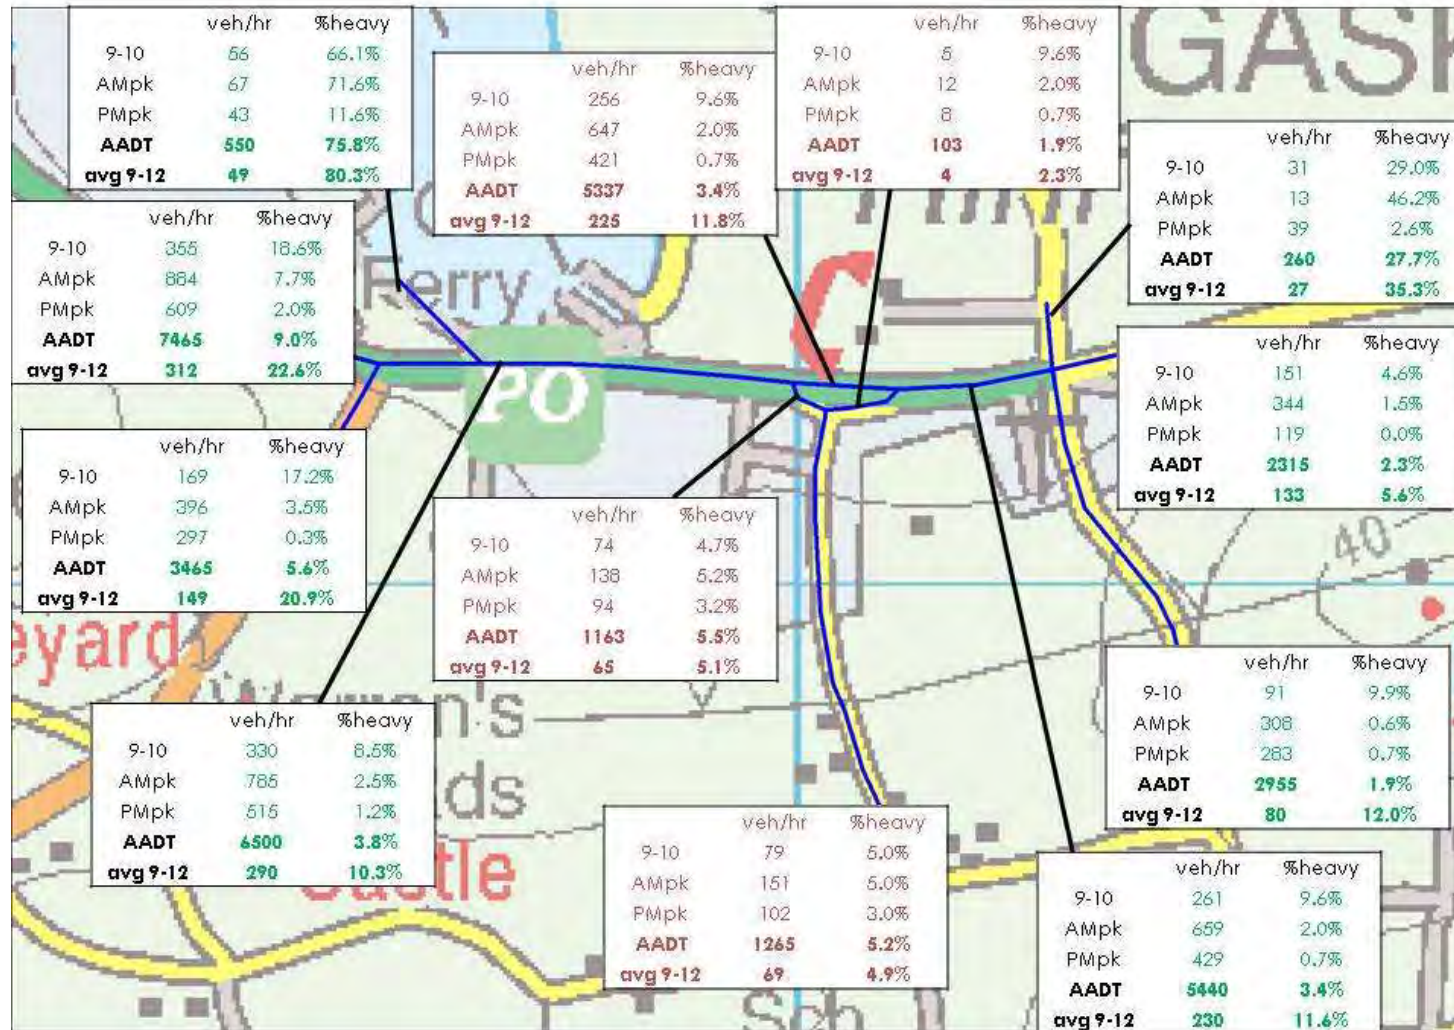 veh/hr %heavy
9-10 56 66.1%
AMpk 67 71.6%
PMpk 43 11.6%
AADT 550 75.8%
avg 9-12 49 80.3%
veh/hr %heavy
9-10 256 9.6%
AMpk 647 2.0%
PMpk 421 0.7%
AADT 5337 3.4%
avg 9-12 225 11.8%
veh/hr %heavy
9-10 5 9.6%
AMpk 12 2.0%
PMpk 8 0.7%
AADT 103 1.9%
avg 9-12 4 2.3%
GASK
veh/hr %heavy
9-10 31 29.0%
AMpk 13 46.2%
PMpk 39 2.6%
AADT 260 27.7%
avg 9-12 27 35.3%
veh/hr %heavy
9-10 355 18.6%
AMpk 884 7.7%
PMpk 609 2.0%
AADT 7465 9.0%
avg 9-12 312 22.6%
Ferry
PO
veh/hr %heavy
9-10 151 4.6%
AMpk 344 1.5%
PMpk 119 0.0%
AADT 2315 2.3%
avg 9-12 133 5.6%
veh/hr %heavy
9-10 169 17.2%
AMpk 396 3.5%
PMpk 297 0.3%
AADT 3465 5.6%
avg 9-12 149 20.9%
veh/hr %heavy
9-10 74 4.7%
AMpk 138 5.2%
PMpk 94 3.2%
AADT 1163 5.5%
avg 9-12 65 5.1%
40
eyard
veh/hr %heavy
9-10 91 9.9%
AMpk 308 0.6%
PMpk 283 0.7%
AADT 2955 1.9%
avg 9-12 80 12.0%
n's
ds
tle
veh/hr %heavy
9-10 330 8.5%
AMpk 785 2.5%
PMpk 515 1.2%
AADT 6500 3.8%
avg 9-12 290 10.3%
veh/hr %heavy
9-10 79 5.0%
AMpk 151 5.0%
PMpk 102 3.0%
AADT 1265 5.2%
avg 9-12 69 4.9%
veh/hr %heavy
9-10 261 9.6%
AMpk 659 2.0%
PMpk 429 0.7%
AADT 5440 3.4%
avg 9-12 230 11.6%
Sch